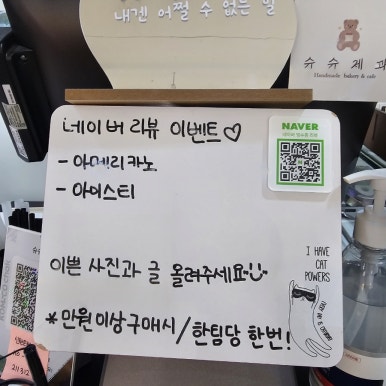 내겐 어쩔 수 없는 말
슈슈제과
Handmade bakery & cafe
네이버 리뷰 이벤트♡
NAVER
- 아메리카노
- 아이스티
이쁜 사진과 글 올려주세요
I HAVE
CAT
POWERS
*만원이상구매시/한팀당 한번!